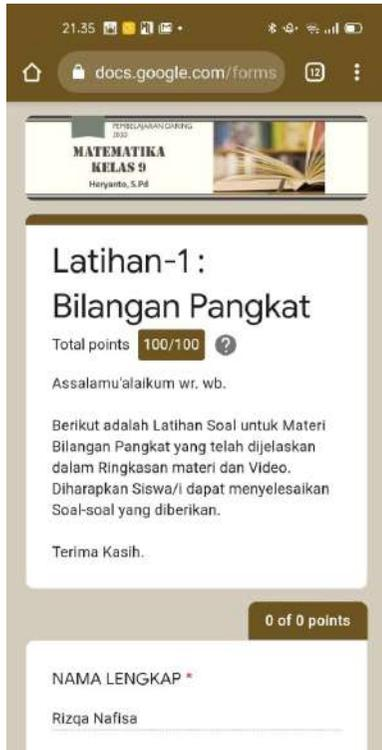 21.35
docs.google.com/forms
12
PEMBELAJARAN DARING
2020
MATEMATIKA
KELAS 9
Heryanto, S.Pd
Latihan-1 :
Bilangan Pangkat
Total points 100/100 ?
Assalamu'alaikum wr. wb.
Berikut adalah Latihan Soal untuk Materi
Bilangan Pangkat yang telah dijelaskan
dalam Ringkasan materi dan Video.
Diharapkan Siswa/i dapat menyelesaikan
Soal-soal yang diberikan.
Terima Kasih.
0 of 0 points
NAMA LENGKAP *
Rizqa Nafisa